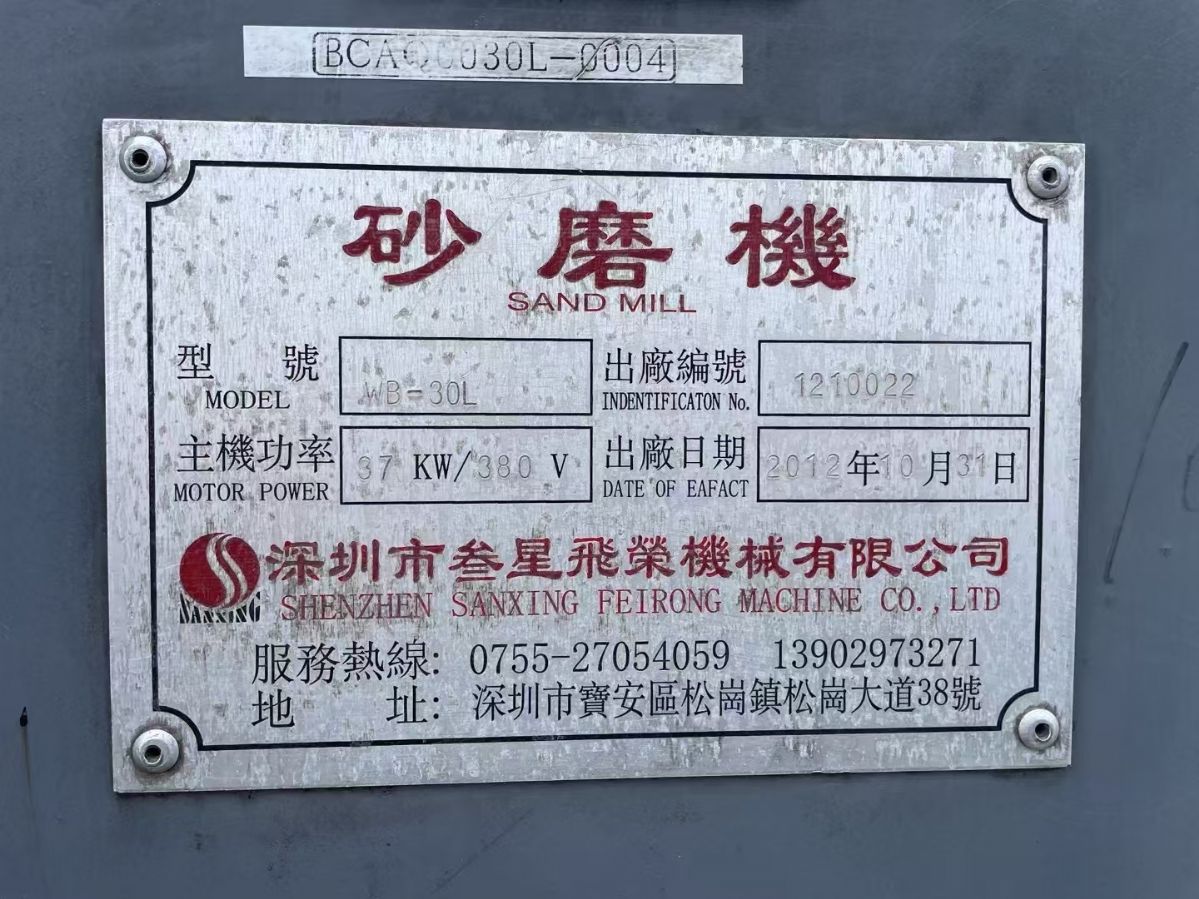 BCAQ0030L-0004
砂磨機
SAND MILL
型 號 WB-30L 出廠編號 1210022
MODEL INDENTIFICATON No.
主機功率 37 KW/380 V 出廠日期 2012年10月31日
MOTOR POWER DATE OF EAFACT
深圳市叁星飛榮機械有限公司
SANXING SHENZHEN SANXING FEIRONG MACHINE CO.,LTD
服務熱線: 0755-27054059 13902973271
地 址: 深圳市寶安區松崗鎮松崗大道38號